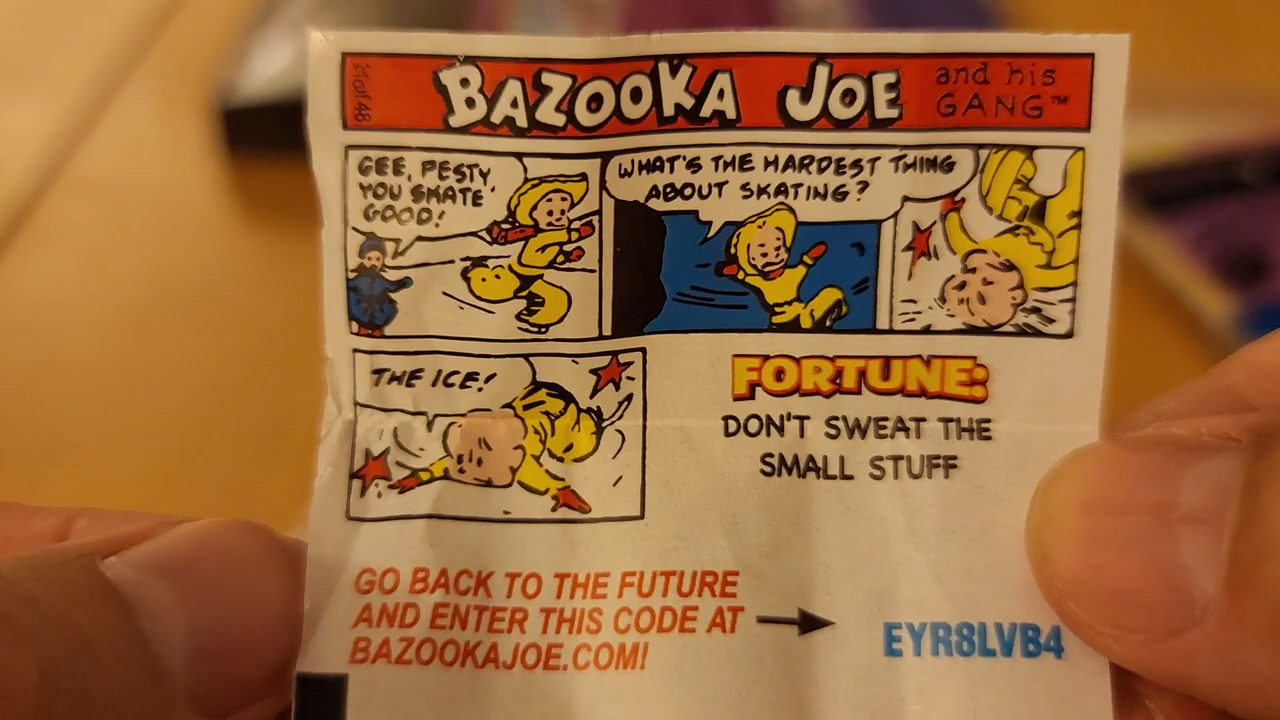 BAZOOKA JOE
and his
GANG™
GEE, PESTY,
YOU SKATE
GOOD!
WHAT'S THE HARDEST THING
ABOUT SKATING?
THE ICE!
FORTUNE:
DON'T SWEAT THE
SMALL STUFF
GO BACK TO THE FUTURE
AND ENTER THIS CODE AT
BAZOOKAJOE.COM!
EYR8LVB4